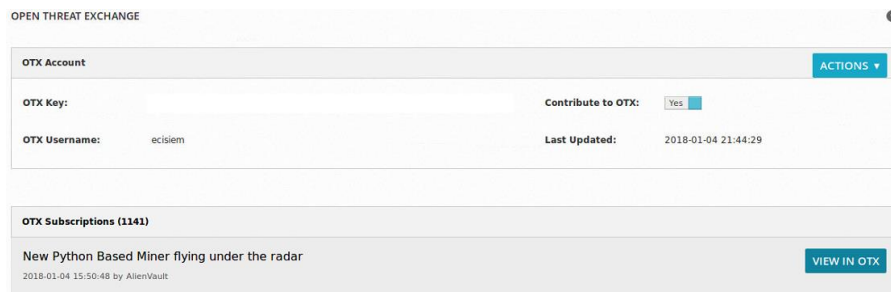 OPEN THREAT EXCHANGE
OTX Account
ACTIONS ▼
OTX Key:
Contribute to OTX: Yes
OTX Username: ecisiem
Last Updated: 2018-01-04 21:44:29
OTX Subscriptions (1141)
New Python Based Miner flying under the radar
VIEW IN OTX
2018-01-04 15:50:48 by AlienVault